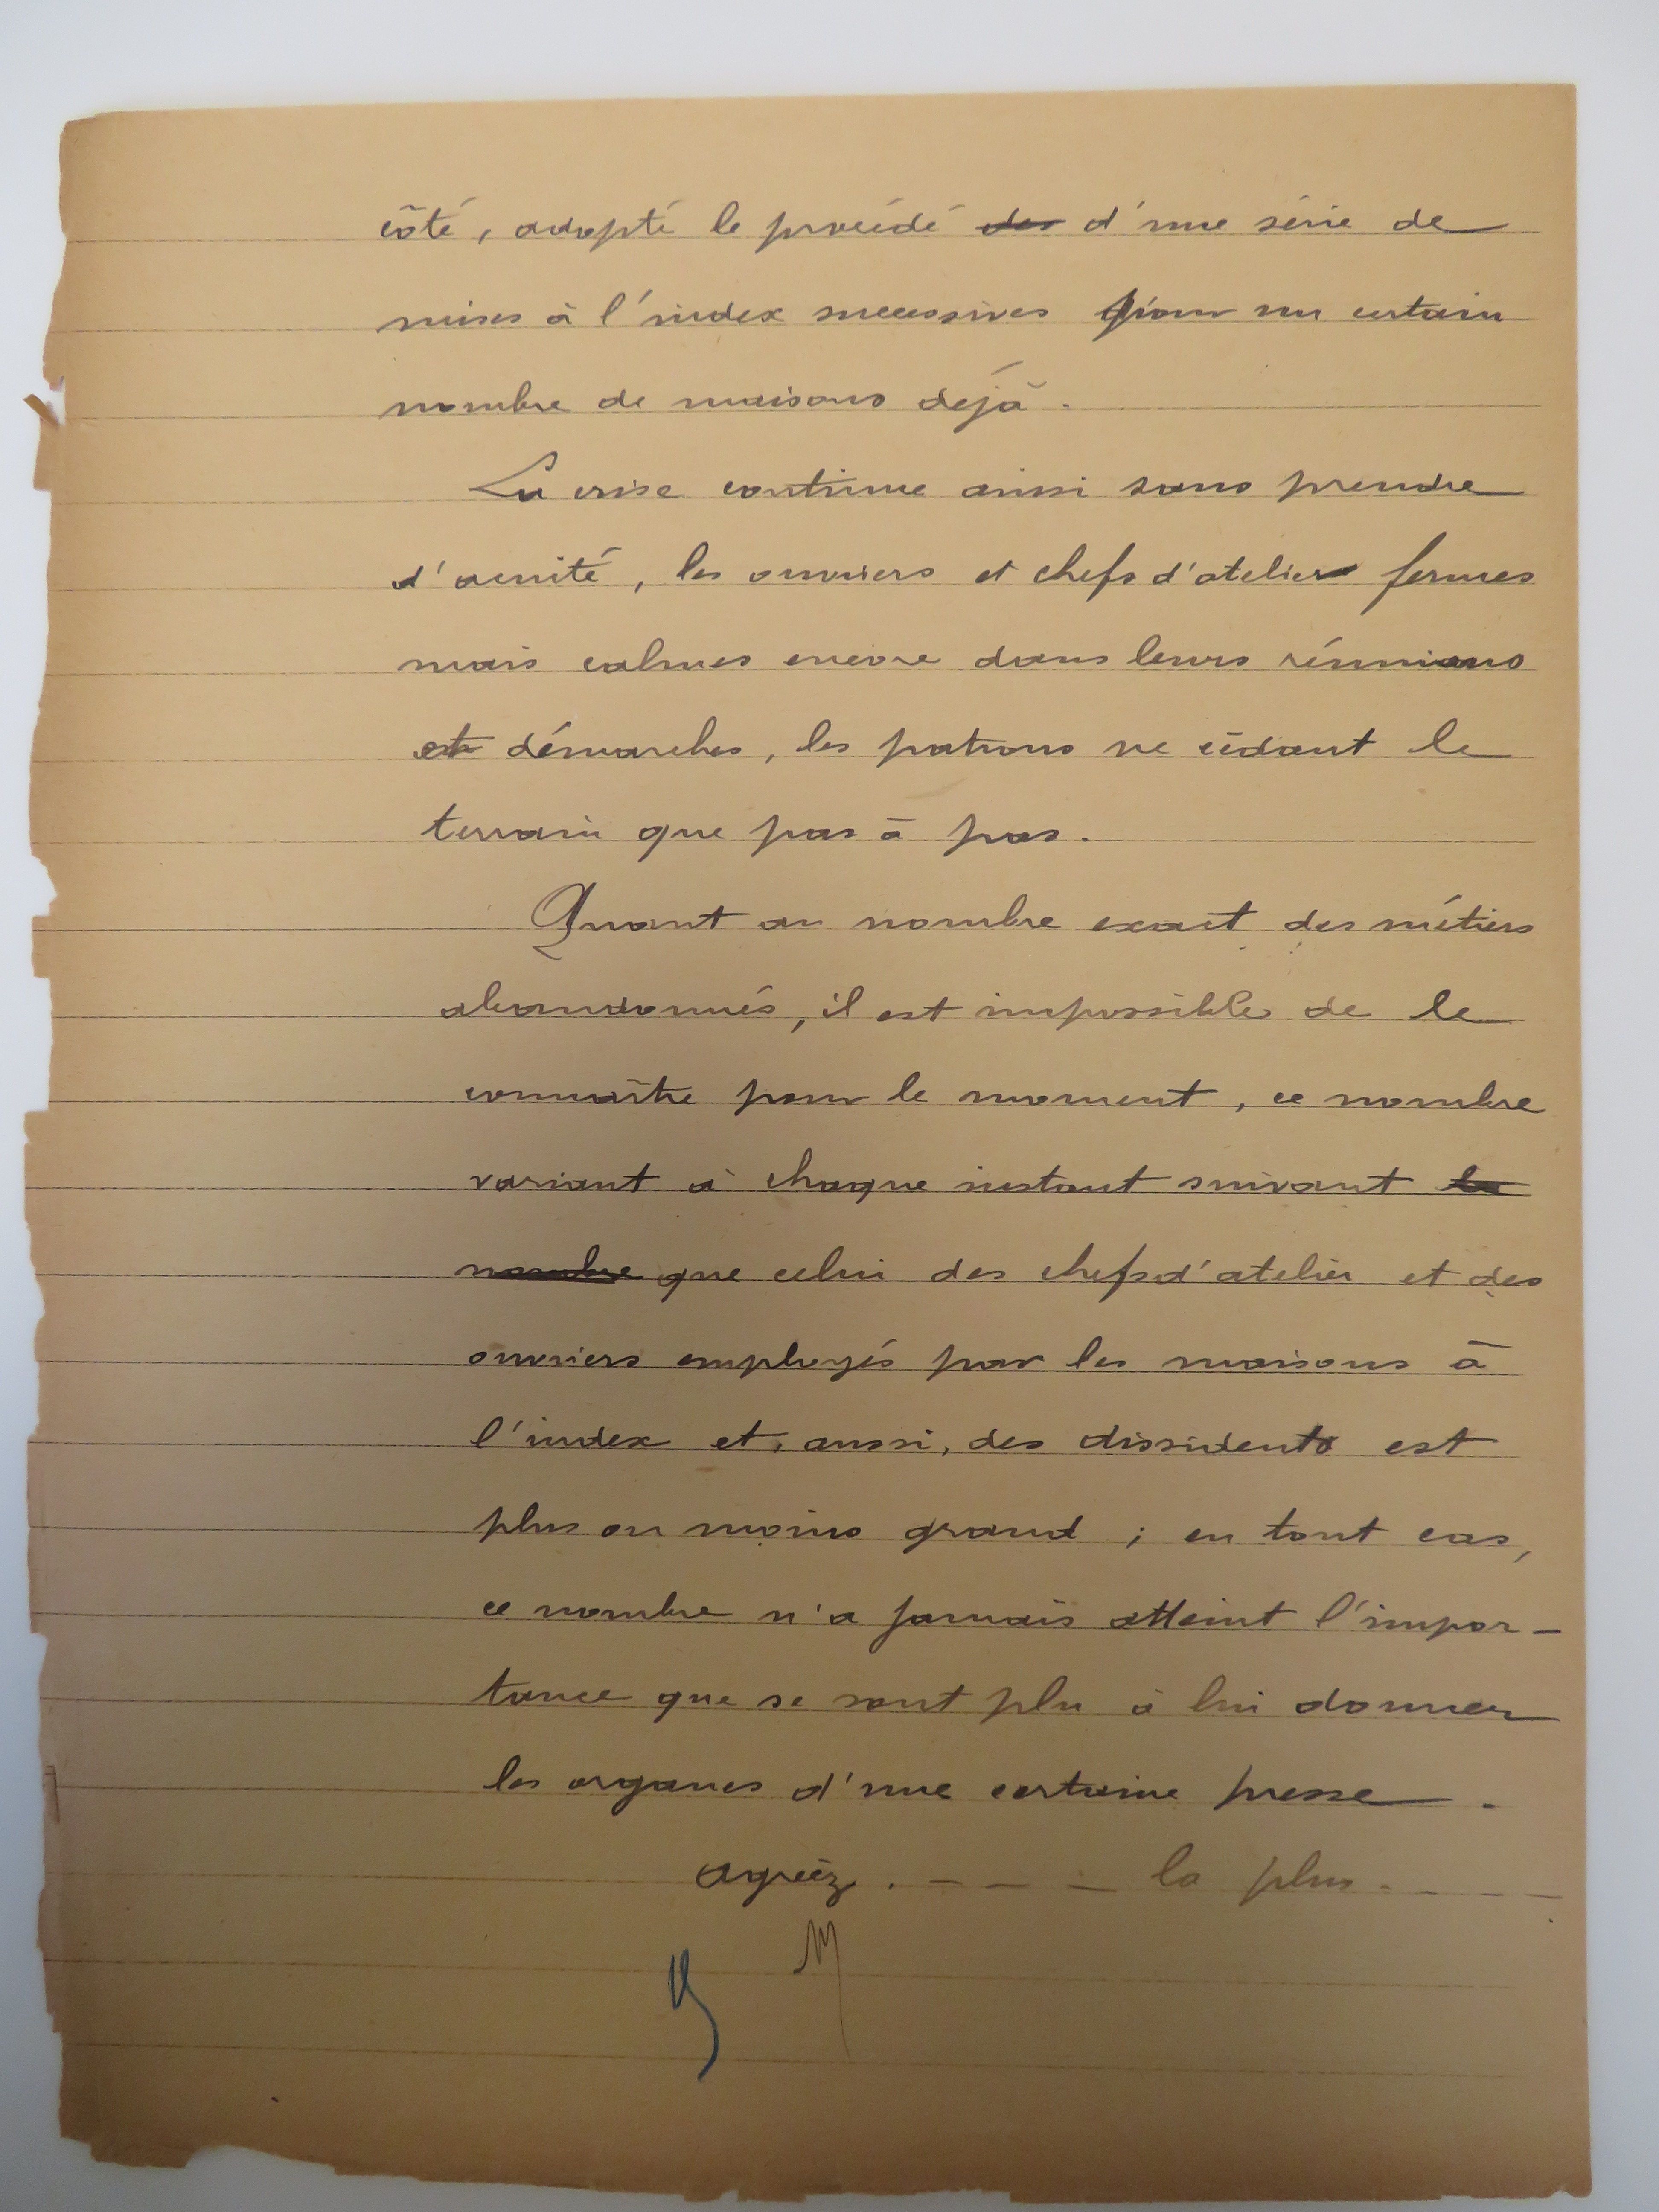 côté, adopté le procédé des d'une série de
mises à l'index successives pour un certain
nombre de maisons déjà.
La crise continue ainsi sans prendre
d'acuité, les ouvriers et chefs d'atelier fermes
mais calmes encore dans leurs réunions
et démarches, les patrons ne cédant le
terrain que pas à pas.
Quant au nombre exact des métiers
abandonnés, il est impossible de le
connaître pour le moment, ce nombre
variant à chaque instant suivant le
nombre que celui des chefs d'atelier et des
ouvriers employés par les maisons à
l'index et, aussi, des dissidents est
plus ou moins grand ; en tout cas,
ce nombre n'a jamais atteint l'impor-
tance que se sont plu à lui donner
les organes d'une certaine presse.
Agréez . - - - la plus . - - -
M